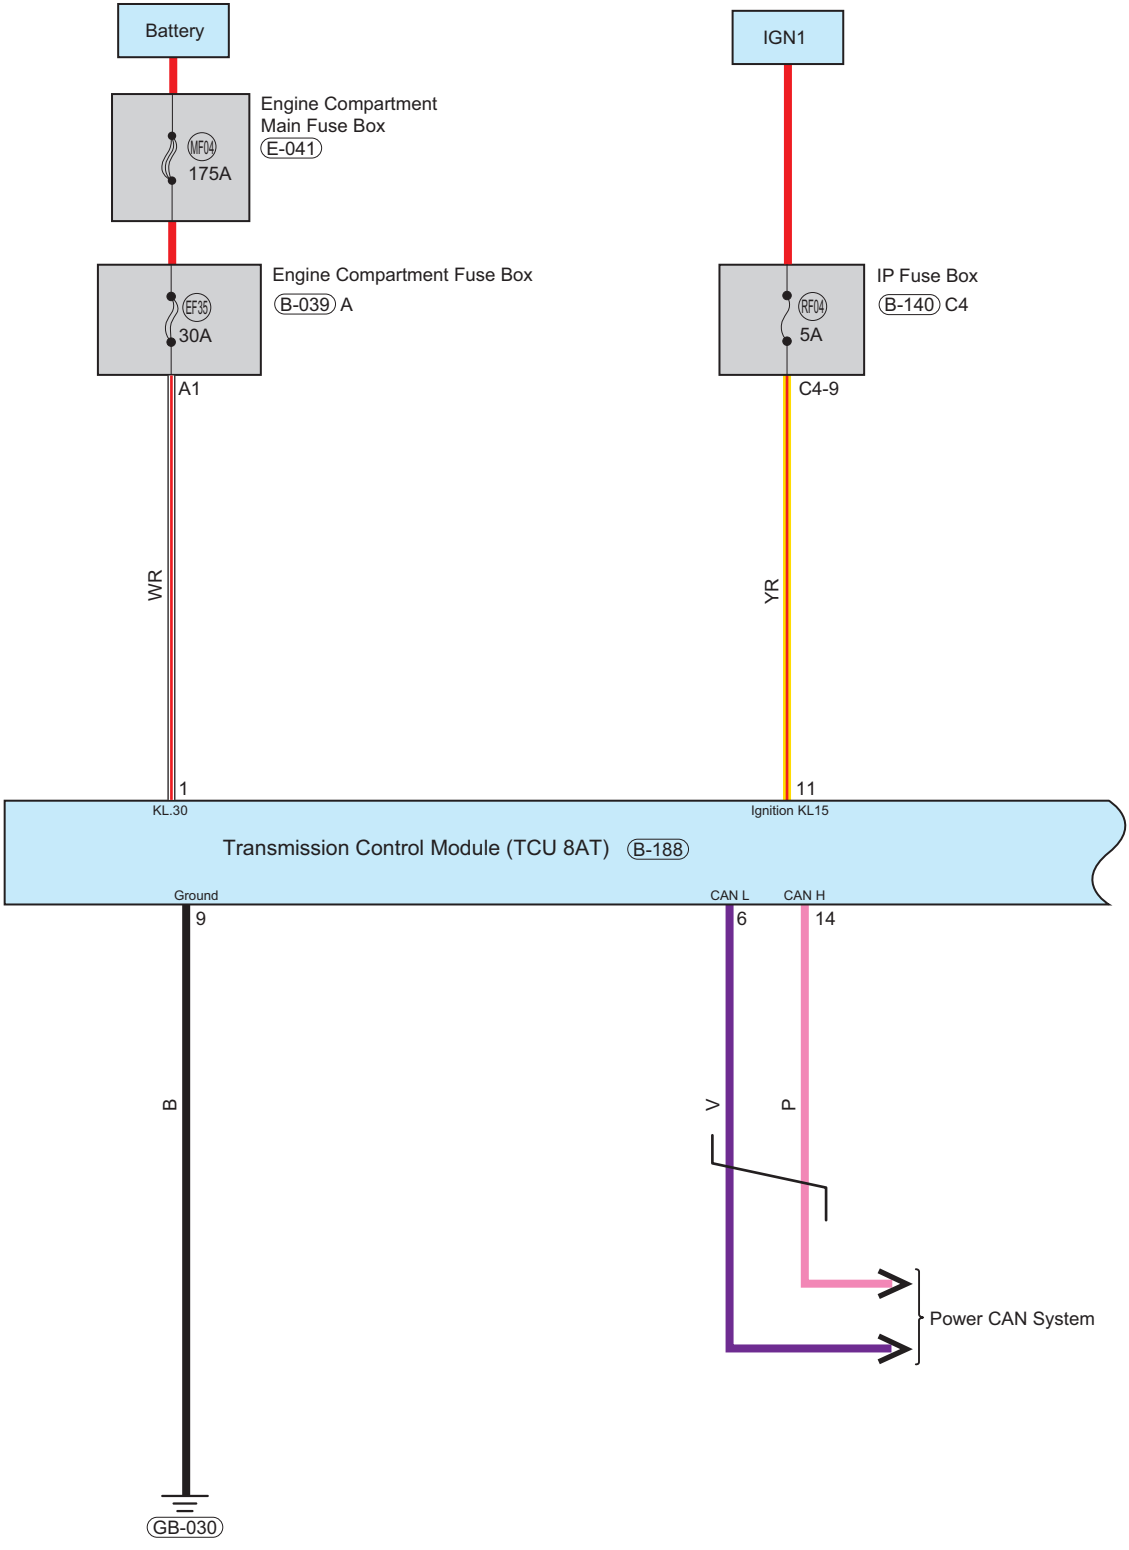 Battery
IGN1
Engine Compartment
Main Fuse Box
E-041
MF04
175A
Engine Compartment Fuse Box
B-039 A
EF35
30A
A1
IP Fuse Box
B-140 C4
RF04
5A
C4-9
WR
YR
1
KL.30
11
Ignition KL15
Transmission Control Module (TCU 8AT) B-188
Ground
9
CAN L
6
CAN H
14
B
V
P
Power CAN System
GB-030